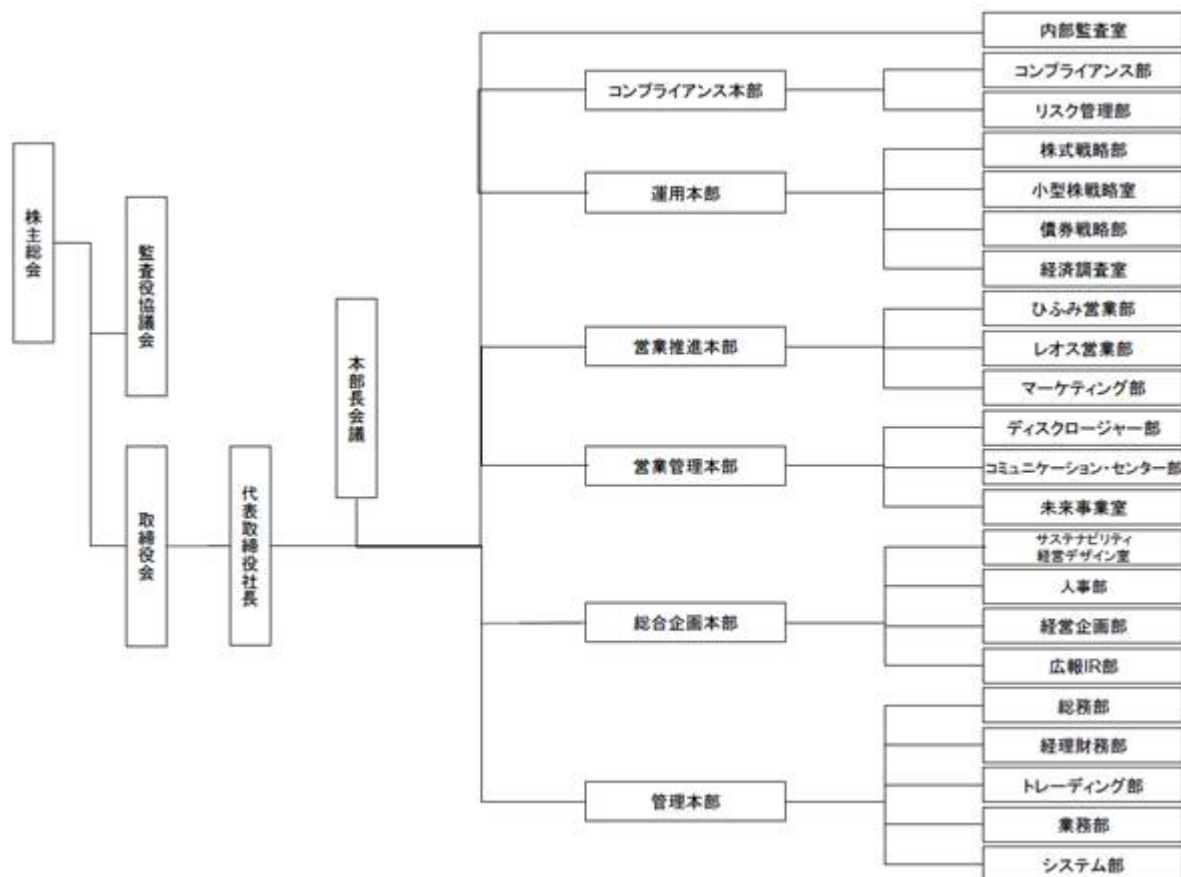 株主総会
監査役協議会
取締役会
代表取締役社長
本部長会議
内部監査室
コンプライアンス本部
コンプライアンス部
リスク管理部
運用本部
株式戦略部
小型株戦略室
債券戦略部
経済調査室
営業推進本部
ひふみ営業部
レオス営業部
マーケティング部
営業管理本部
ディスクロージャー部
コミュニケーション・センター部
未来事業室
総合企画本部
サステナビリティ
経営デザイン室
人事部
経営企画部
広報IR部
管理本部
総務部
経理財務部
トレーディング部
業務部
システム部